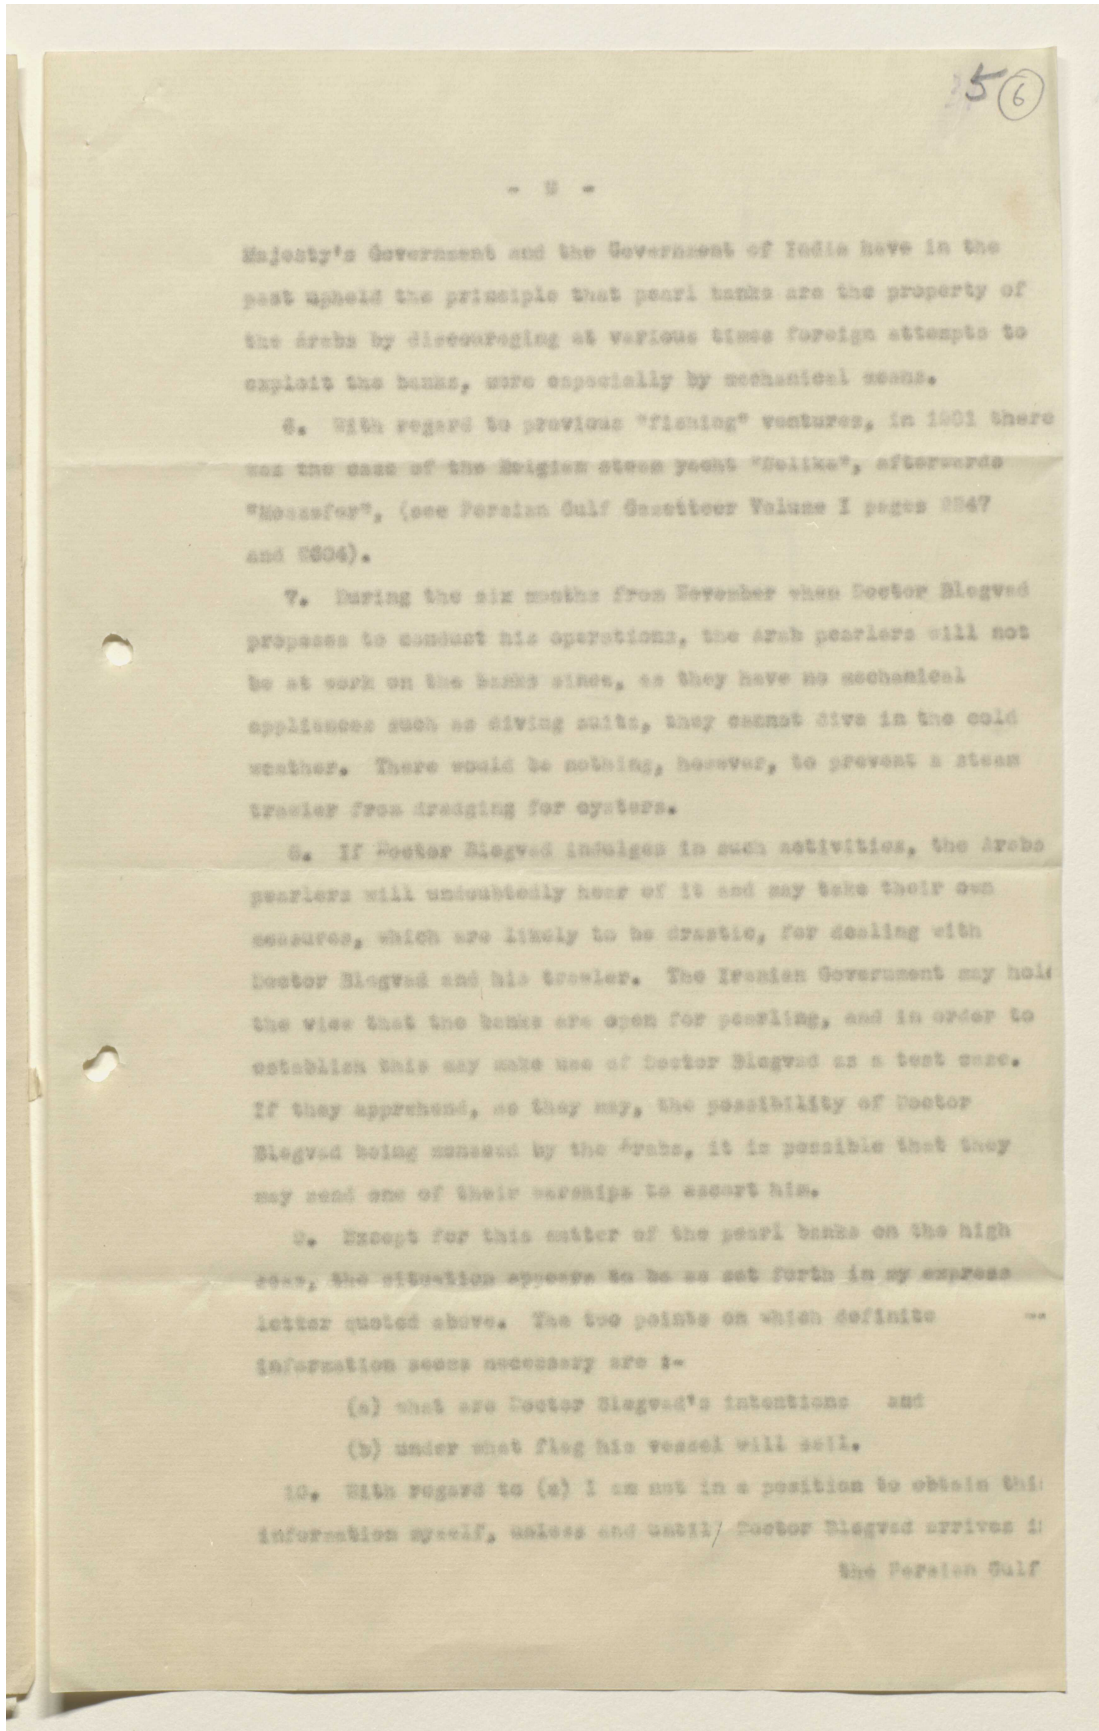 5 6
- 2 -
Majesty's Government and the Government of India have in the
past upheld the principle that pearl banks are the property of
the Arabs by discouraging at various times foreign attempts to
exploit the banks, more especially by mechanical means.
6. With regard to previous "fishing" ventures, in 1901 there
was the case of the Belgian steam yacht "Selika", afterwards
"Mozaffer", (see Persian Gulf Gazetteer Volume I pages 2247
and
7. During the six months from November when Doctor Blegvad
proposes to conduct his operations, the Arab pearlers will not
be at work on the banks since, as they have no mechanical
appliances such as diving suits, they cannot dive in the cold
weather. There would be nothing, however, to prevent a steam
trawler from dredging for oysters.
8. If Doctor Blegvad indulges in such activities, the Arabs
pearlers will undoubtedly hear of it and may take their own
measures, which are likely to be drastic, for dealing with
Doctor Blegvad and his trawler. The Iranian Government may hold
the view that the banks are open for pearling, and in order to
establish this may make use of Doctor Blegvad as a test case.
If they apprehend, as they may, the possibility of Doctor
Blegvad being menaced by the Arabs, it is possible that they
may send one of their warships to escort him.
9. Except for this matter of the pearl banks on the high
seas, the situation appears to be as set forth in my express
letter quoted above. The two points on which definite
information seems necessary are :-
(a) what are Doctor Blegvad's intentions and
(b) under what flag his vessel will sail.
10. With regard to (a) I am not in a position to obtain this
information myself, unless and until/ Doctor Blegvad arrives in
the Persian Gulf